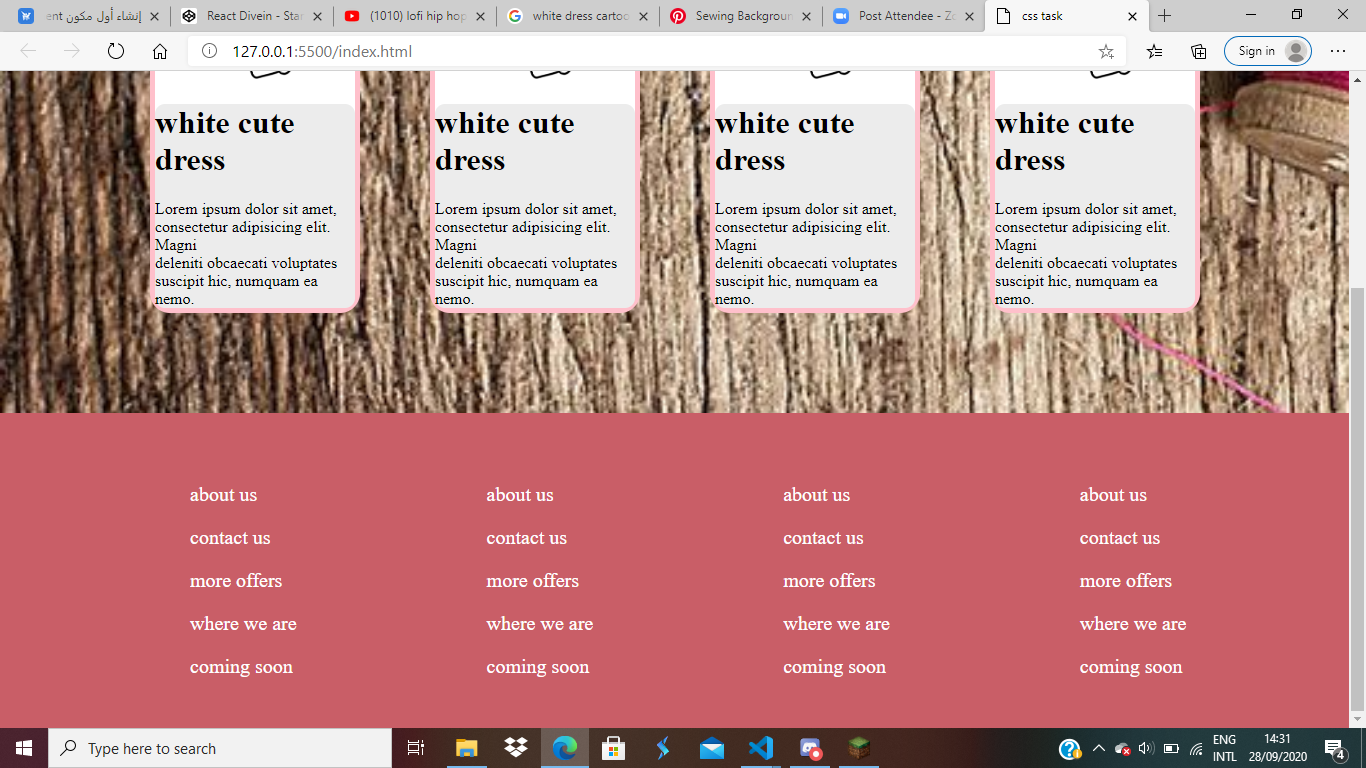 إنشاء أول مكون ent
React Divein - Star
(1010) lofi hip hop
white dress cartoo
Sewing Background
Post Attendee - Zo
css task
127.0.0.1:5500/index.html
Sign in
white cute
dress
Lorem ipsum dolor sit amet,
consectetur adipisicing elit.
Magni
deleniti obcaecati voluptates
suscipit hic, numquam ea
nemo.
white cute
dress
Lorem ipsum dolor sit amet,
consectetur adipisicing elit.
Magni
deleniti obcaecati voluptates
suscipit hic, numquam ea
nemo.
white cute
dress
Lorem ipsum dolor sit amet,
consectetur adipisicing elit.
Magni
deleniti obcaecati voluptates
suscipit hic, numquam ea
nemo.
white cute
dress
Lorem ipsum dolor sit amet,
consectetur adipisicing elit.
Magni
deleniti obcaecati voluptates
suscipit hic, numquam ea
nemo.
about us
contact us
more offers
where we are
coming soon
about us
contact us
more offers
where we are
coming soon
about us
contact us
more offers
where we are
coming soon
about us
contact us
more offers
where we are
coming soon
Type here to search
ENG
INTL
14:31
28/09/2020
4